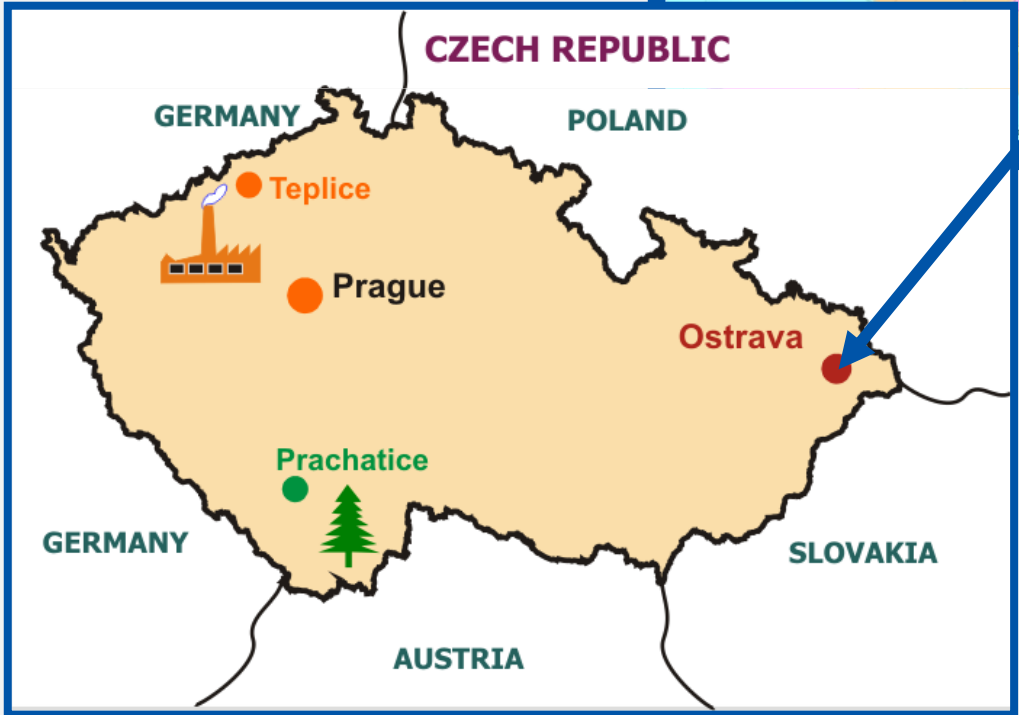 CZECH REPUBLIC
GERMANY
POLAND
Teplice
Prague
Ostrava
Prachatice
GERMANY
SLOVAKIA
AUSTRIA